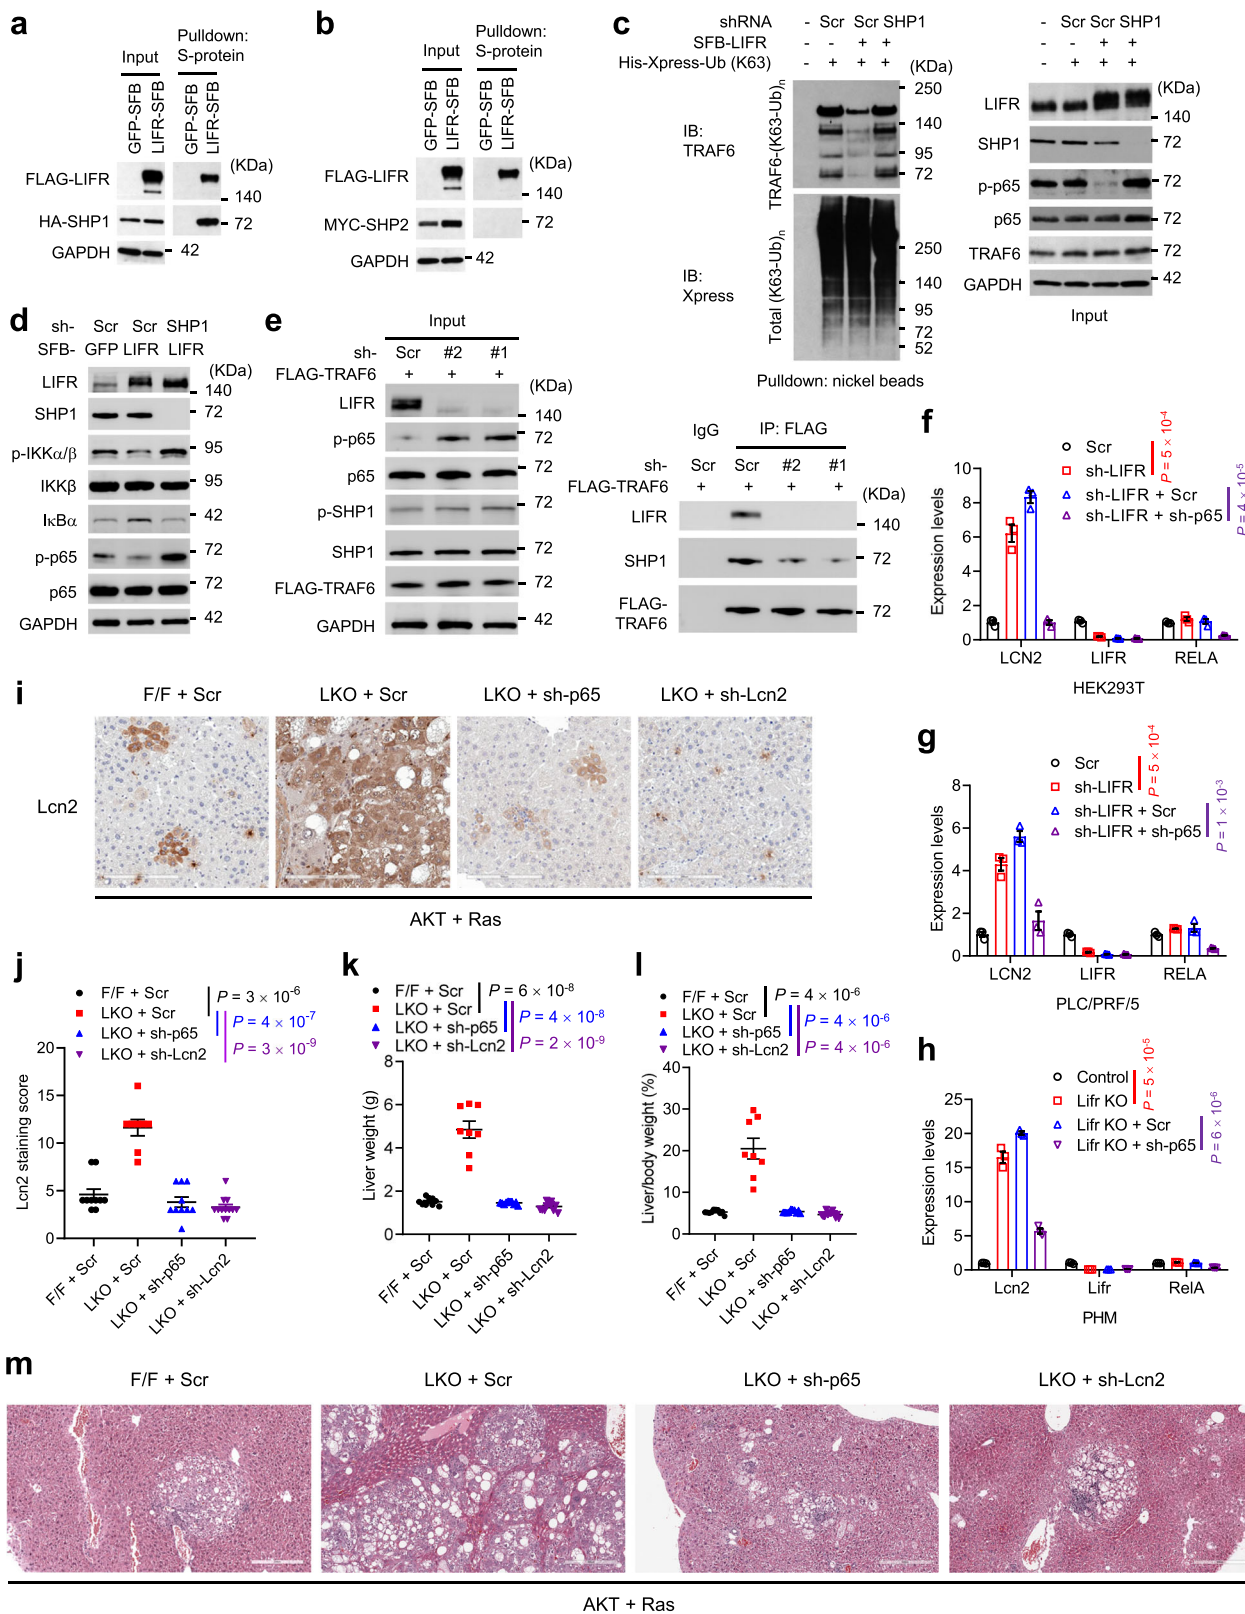 a
Pulldown:
S-protein
Input
GFP-SFB
LIFR-SFB
GFP-SFB
LIFR-SFB
(KDa)
FLAG-LIFR
140
HA-SHP1
72
GAPDH
42
b
Pulldown:
S-protein
Input
GFP-SFB
LIFR-SFB
GFP-SFB
LIFR-SFB
(KDa)
FLAG-LIFR
140
MYC-SHP2
72
GAPDH
42
c
shRNA - Scr Scr SHP1
SFB-LIFR + +
His-Xpress-Ub (K63) - + + +
(KDa)
IB:
TRAF6
TRAF6-(K63-Ub)n
250
140
95
72
IB:
Xpress
Total (K63-Ub)n
250
140
95
72
52
Pulldown: nickel beads
- Scr Scr SHP1
+ +
- + + +
(KDa)
LIFR
140
SHP1
72
p-p65
72
p65
72
TRAF6
72
GAPDH
42
Input
d
sh- Scr Scr SHP1
SFB- GFP LIFR LIFR
(KDa)
LIFR
140
SHP1
72
p-IKKα/β
95
IKKβ
95
IκBα
42
p-p65
72
p65
72
GAPDH
42
e
Input
sh- Scr #2 #1
FLAG-TRAF6 + + +
(KDa)
LIFR
140
p-p65
72
p65
72
p-SHP1
72
SHP1
72
FLAG-TRAF6
72
GAPDH
42
IgG IP: FLAG
sh- Scr Scr #2 #1
FLAG-TRAF6 + + + +
(KDa)
LIFR
140
SHP1
72
FLAG-
TRAF6
72
f
Scr
sh-LIFR
sh-LIFR + Scr
sh-LIFR + sh-p65
P = 5 × 10-4
P = 4 × 10-5
Expression levels
10
8
6
4
2
0
LCN2 LIFR RELA
HEK293T
g
Scr
sh-LIFR
sh-LIFR + Scr
sh-LIFR + sh-p65
P = 5 × 10-4
P = 1 × 10-3
Expression levels
8
6
4
2
0
LCN2 LIFR RELA
PLC/PRF/5
h
Control
Lifr KO
Lifr KO + Scr
Lifr KO + sh-p65
P = 5 × 10-5
P = 6 × 10-6
Expression levels
25
20
15
10
5
0
Lcn2 Lifr RelA
PHM
i
F/F + Scr LKO + Scr LKO + sh-p65 LKO + sh-Lcn2
Lcn2
AKT + Ras
j
F/F + Scr
LKO + Scr
LKO + sh-p65
LKO + sh-Lcn2
P = 3 × 10-6
P = 4 × 10-7
P = 3 × 10-9
Lcn2 staining score
20
15
10
5
0
F/F + Scr
LKO + Scr
LKO + sh-p65
LKO + sh-Lcn2
k
F/F + Scr
LKO + Scr
LKO + sh-p65
LKO + sh-Lcn2
P = 6 × 10-8
P = 4 × 10-8
P = 2 × 10-9
Liver weight (g)
8
6
4
2
0
F/F + Scr
LKO + Scr
LKO + sh-p65
LKO + sh-Lcn2
l
F/F + Scr
LKO + Scr
LKO + sh-p65
LKO + sh-Lcn2
P = 4 × 10-6
P = 4 × 10-6
P = 4 × 10-6
Liver/body weight (%)
40
30
20
10
0
F/F + Scr
LKO + Scr
LKO + sh-p65
LKO + sh-Lcn2
m
F/F + Scr LKO + Scr LKO + sh-p65 LKO + sh-Lcn2
AKT + Ras